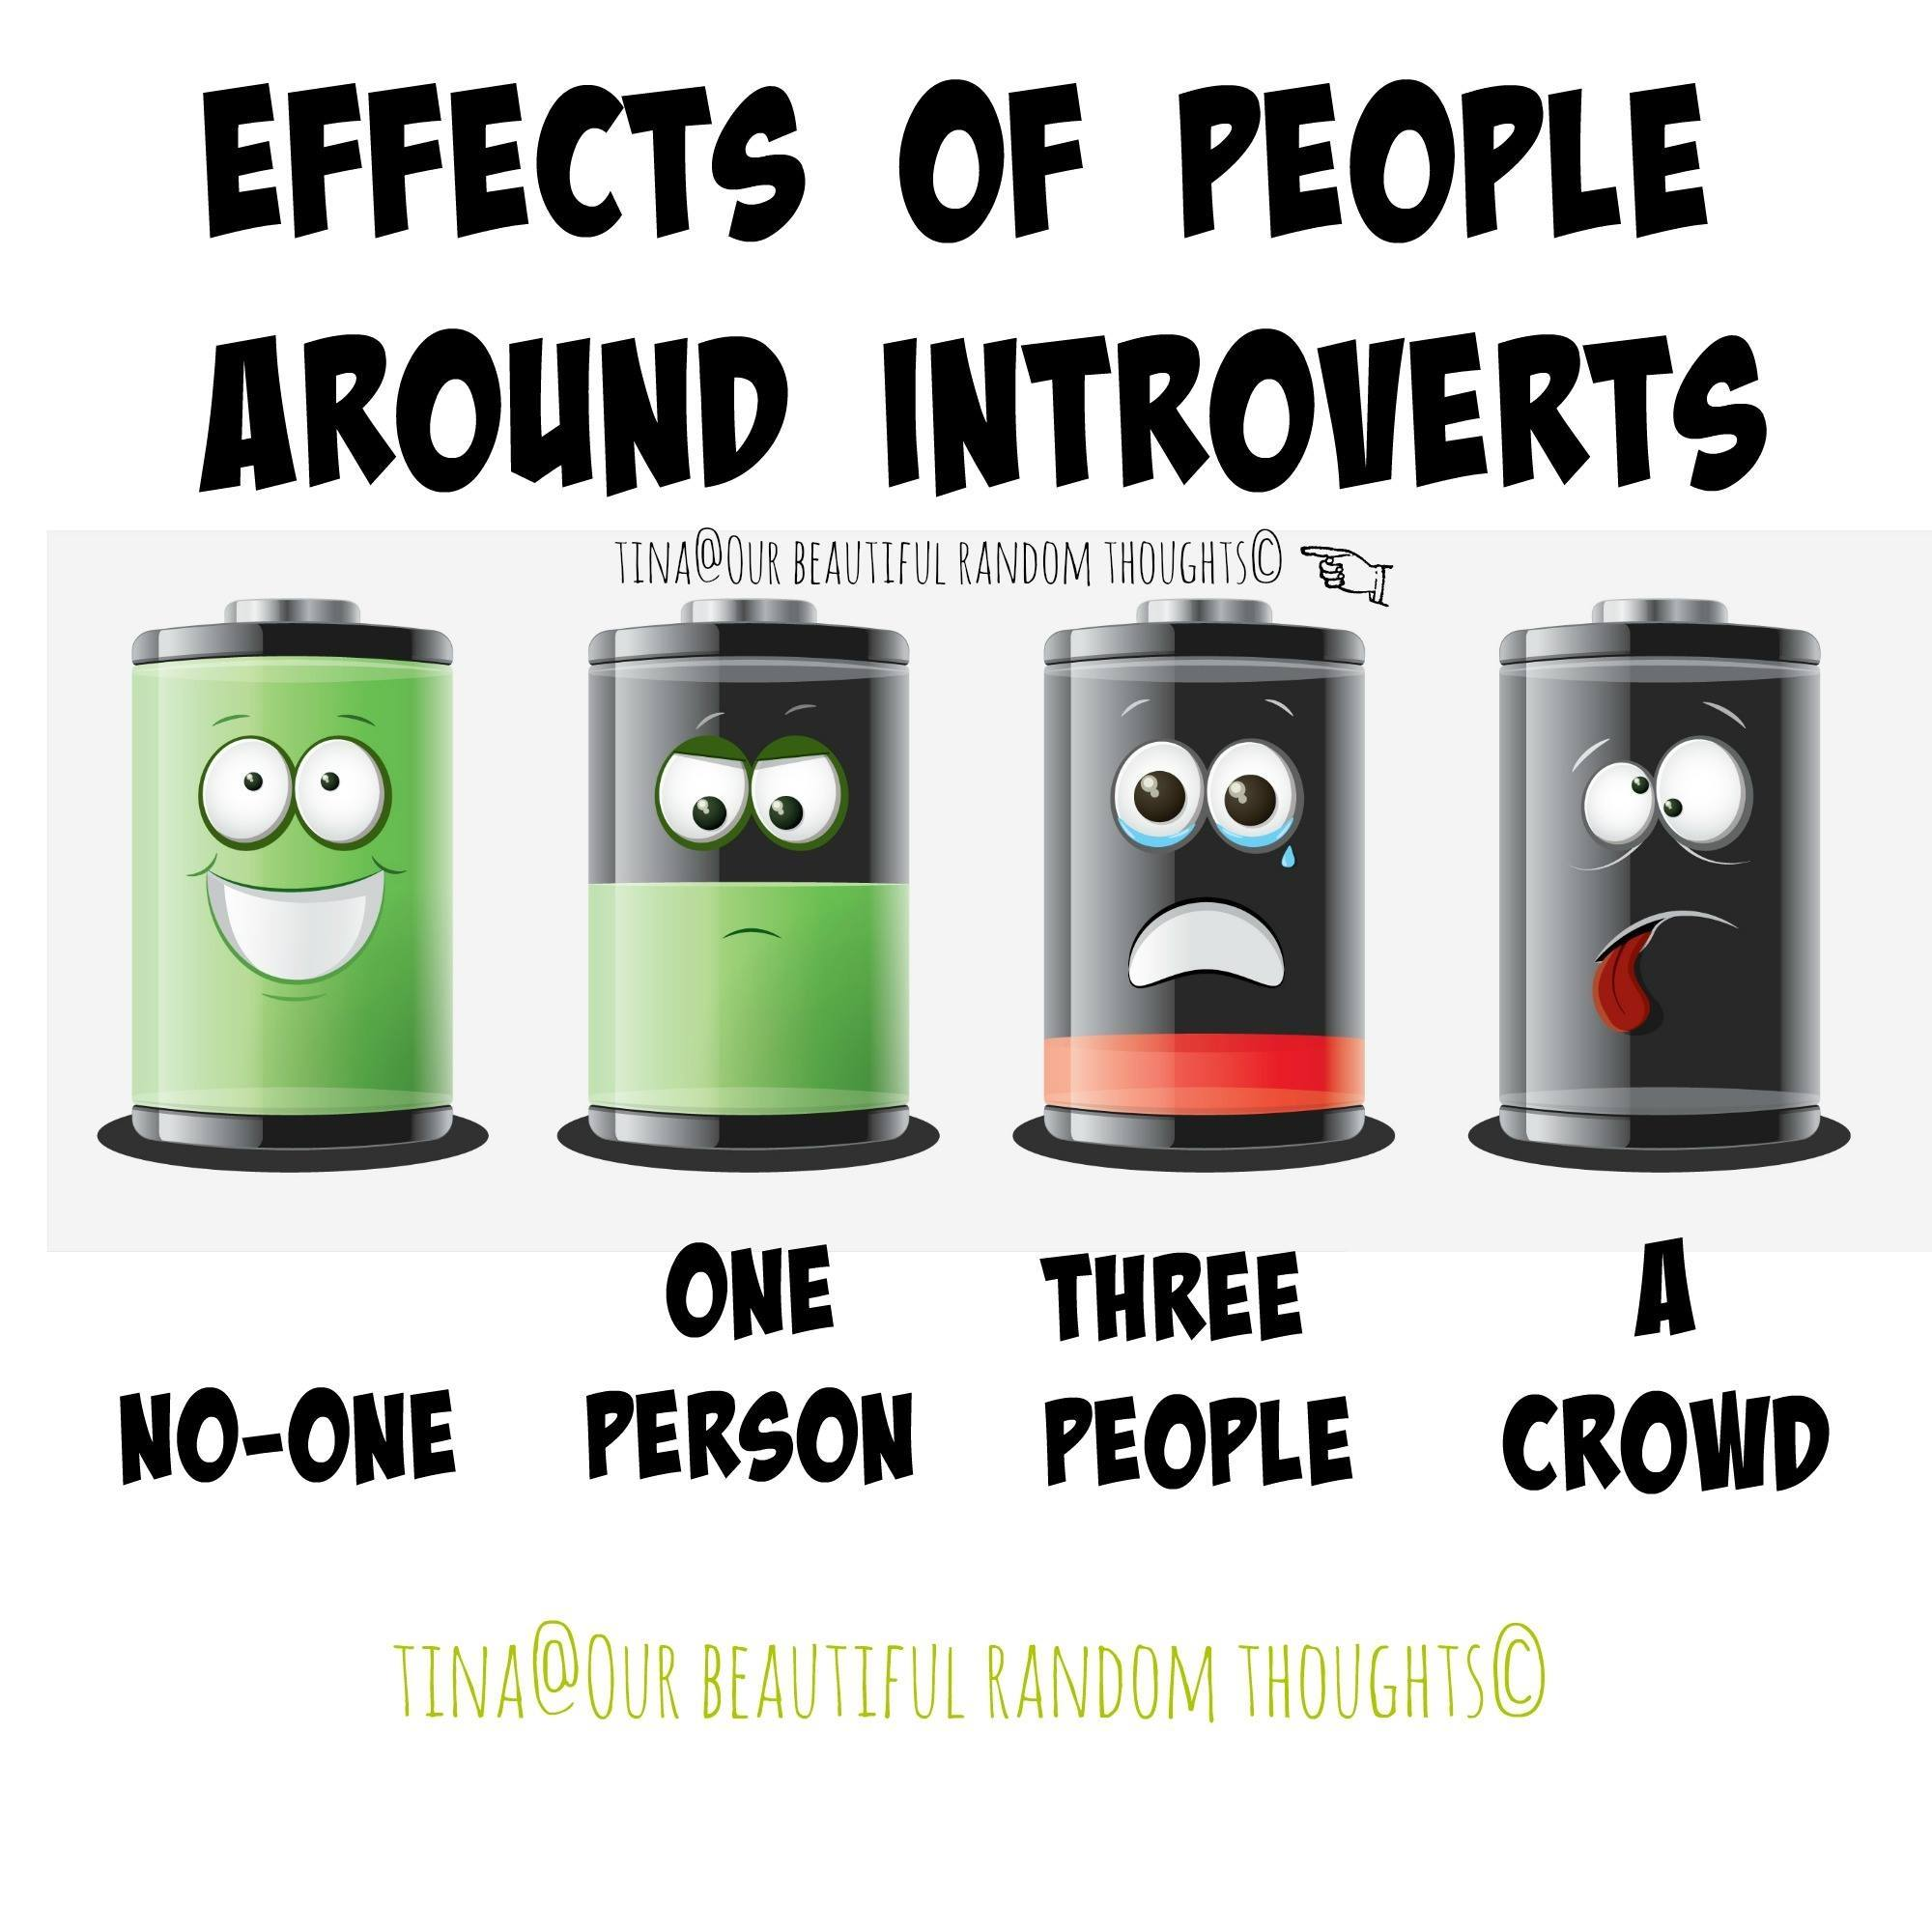 EFFECTS OF PEOPLE
AROUND INTROVERTS
TINA@OUR BEAUTIFUL RANDOM THOUGHTS©
NO-ONE
ONE
PERSON
THREE
PEOPLE
A
CROWD
TINA@OUR BEAUTIFUL RANDOM THOUGHTS©